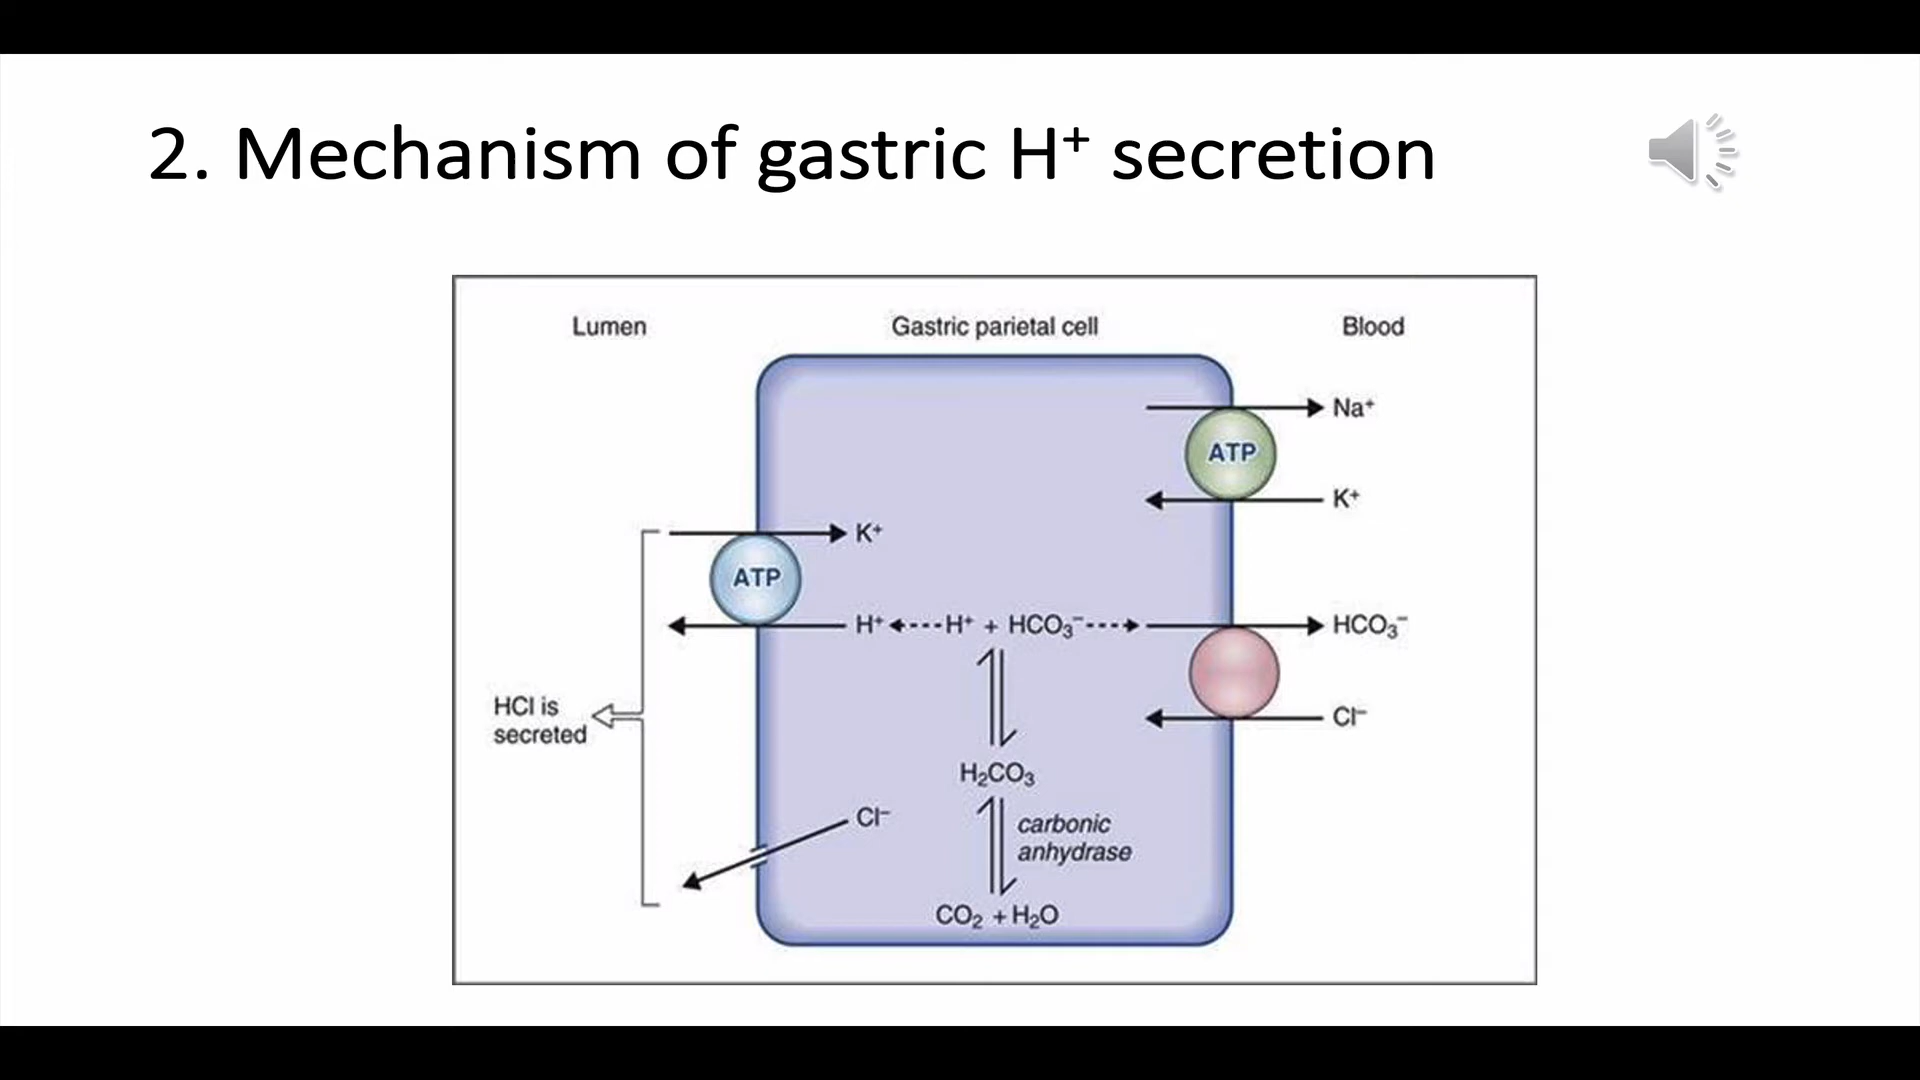 2. Mechanism of gastric H⁺ secretion
Lumen
Gastric parietal cell
Blood
Na⁺
ATP
K⁺
K⁺
ATP
H⁺
H⁺ + HCO₃⁻
HCO₃⁻
HCl is
secreted
Cl⁻
H₂CO₃
Cl⁻
carbonic
anhydrase
CO₂ + H₂O